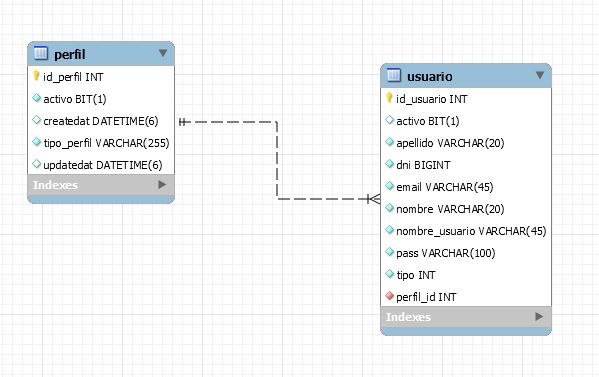 perfil
id_perfil INT
activo BIT(1)
createdat DATETIME(6)
tipo_perfil VARCHAR(255)
updatedat DATETIME(6)
Indexes
usuario
id_usuario INT
activo BIT(1)
apellido VARCHAR(20)
dni BIGINT
email VARCHAR(45)
nombre VARCHAR(20)
nombre_usuario VARCHAR(45)
pass VARCHAR(100)
tipo INT
perfil_id INT
Indexes